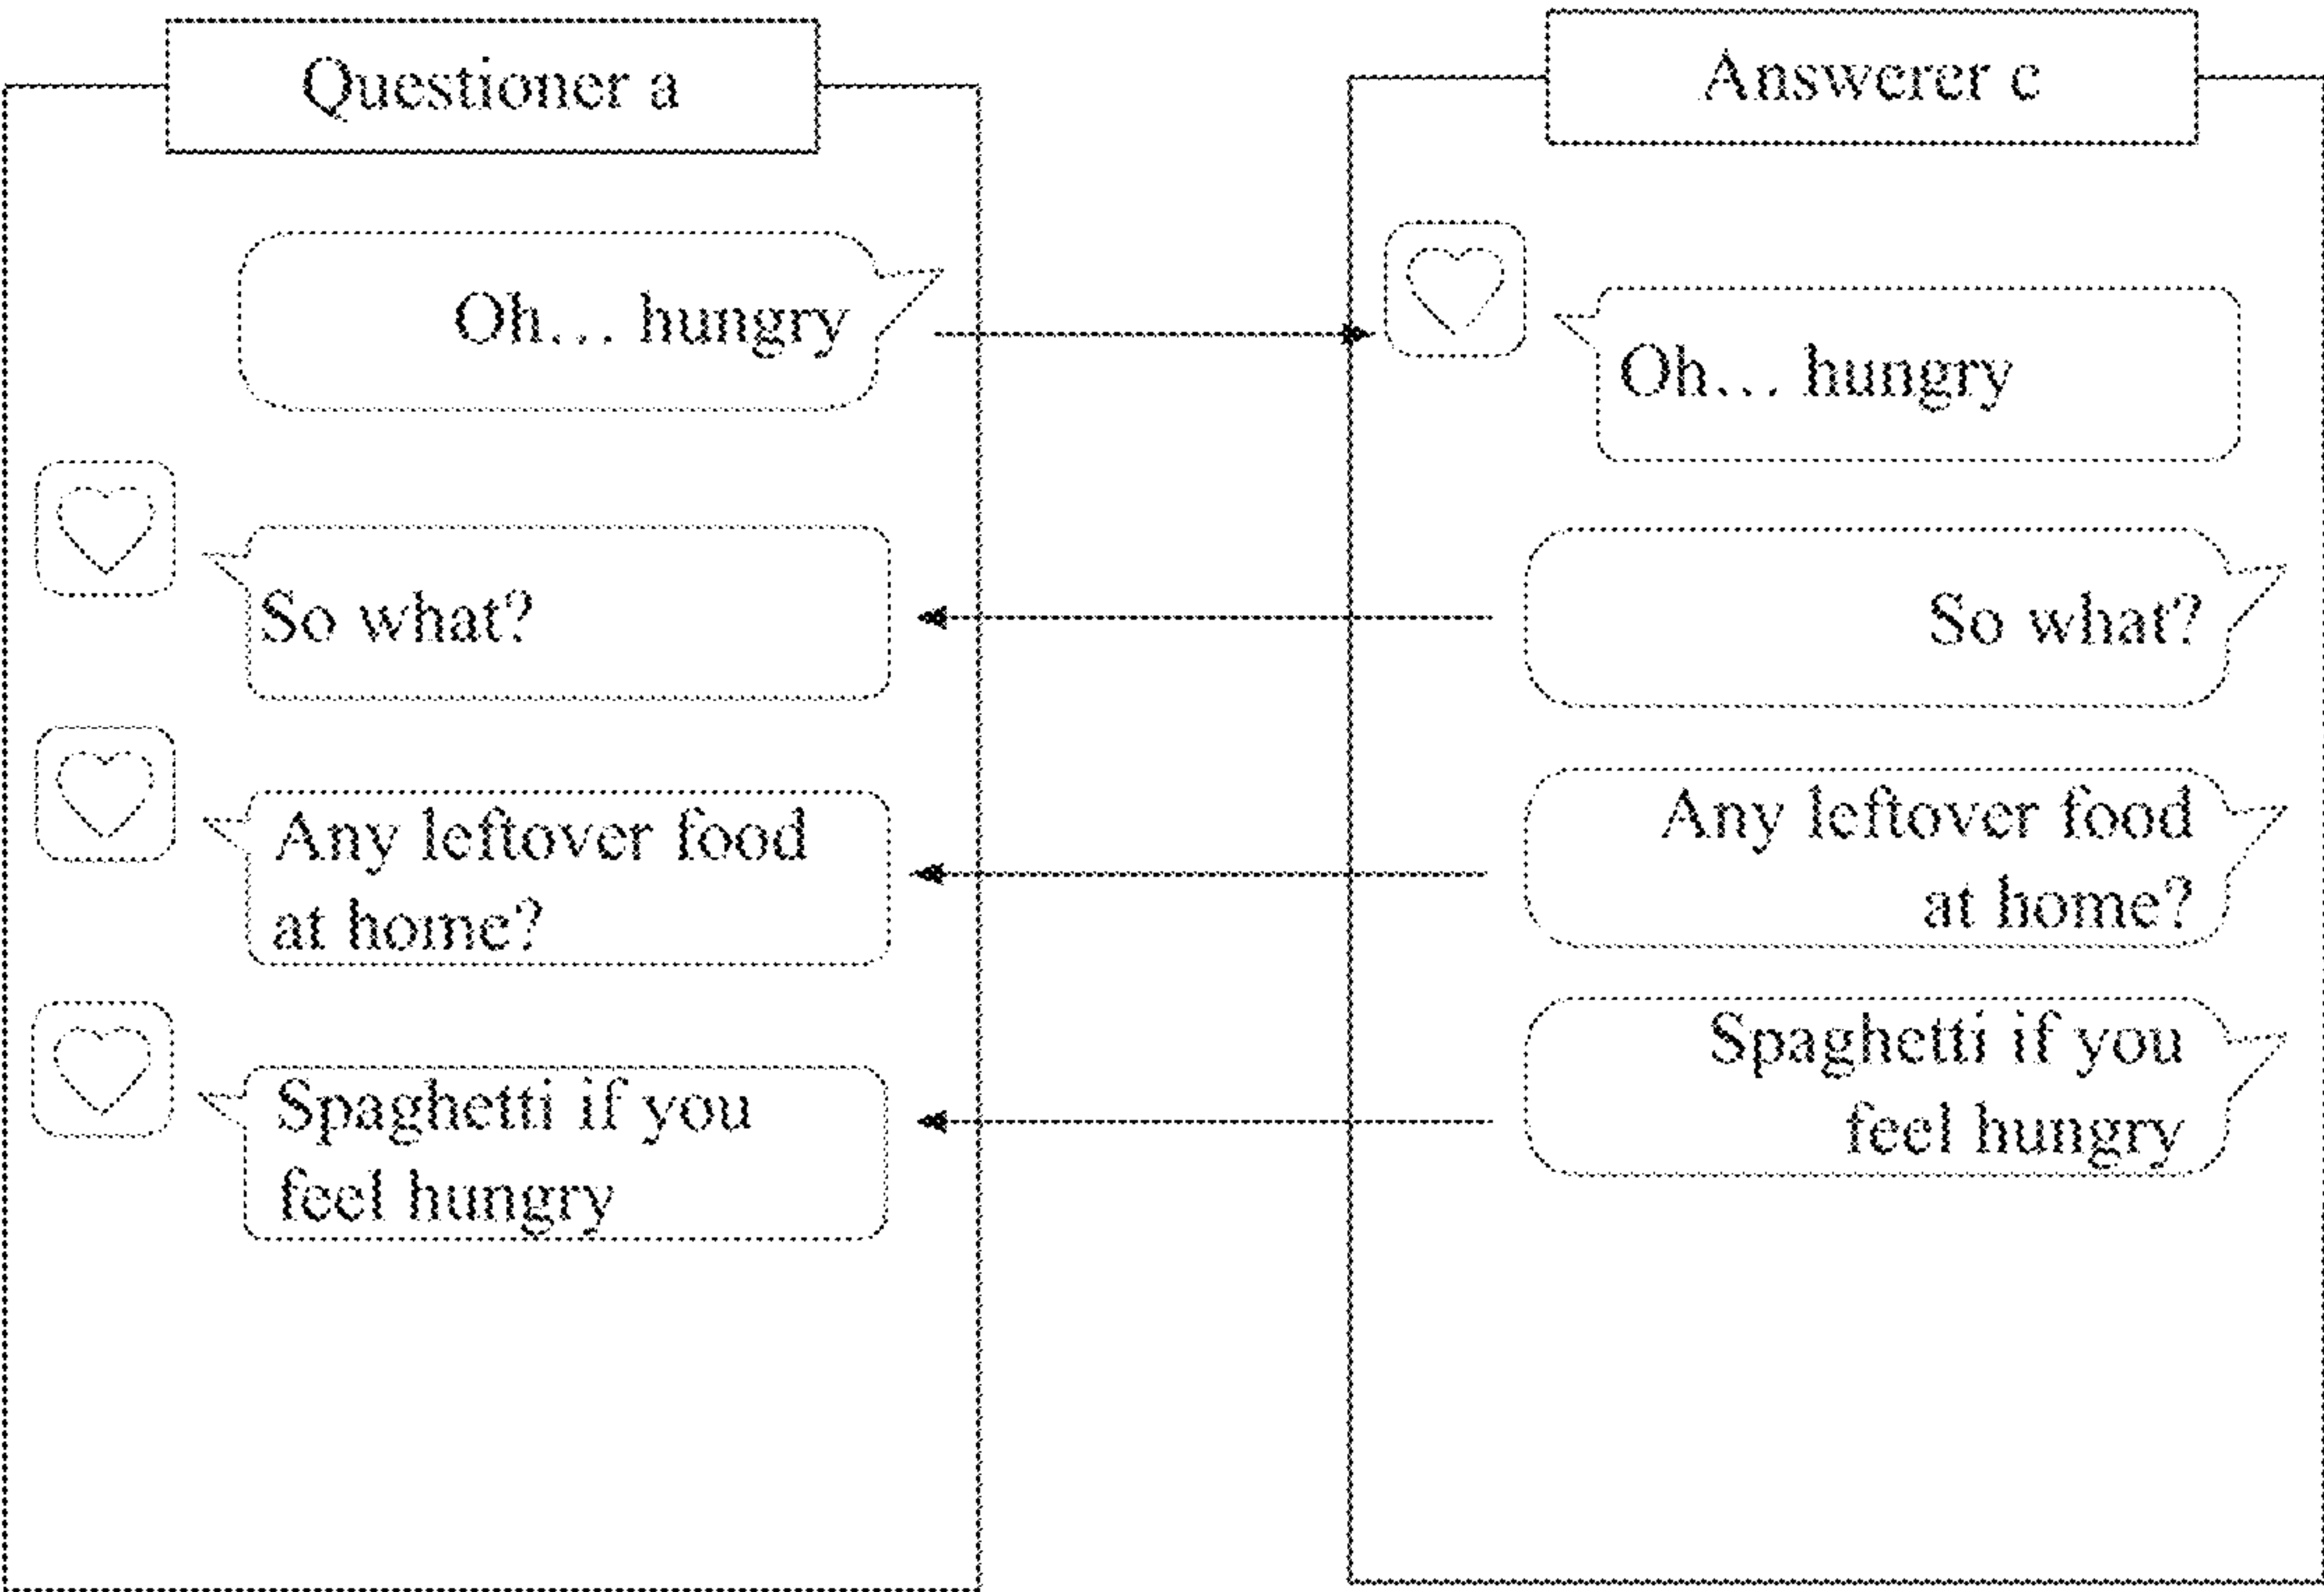 Questioner a
Oh... hungry
So what?
Any leftover food
at home?
Spaghetti if you
feel hungry
Answerer c
Oh... hungry
So what?
Any leftover food
at home?
Spaghetti if you
feel hungry